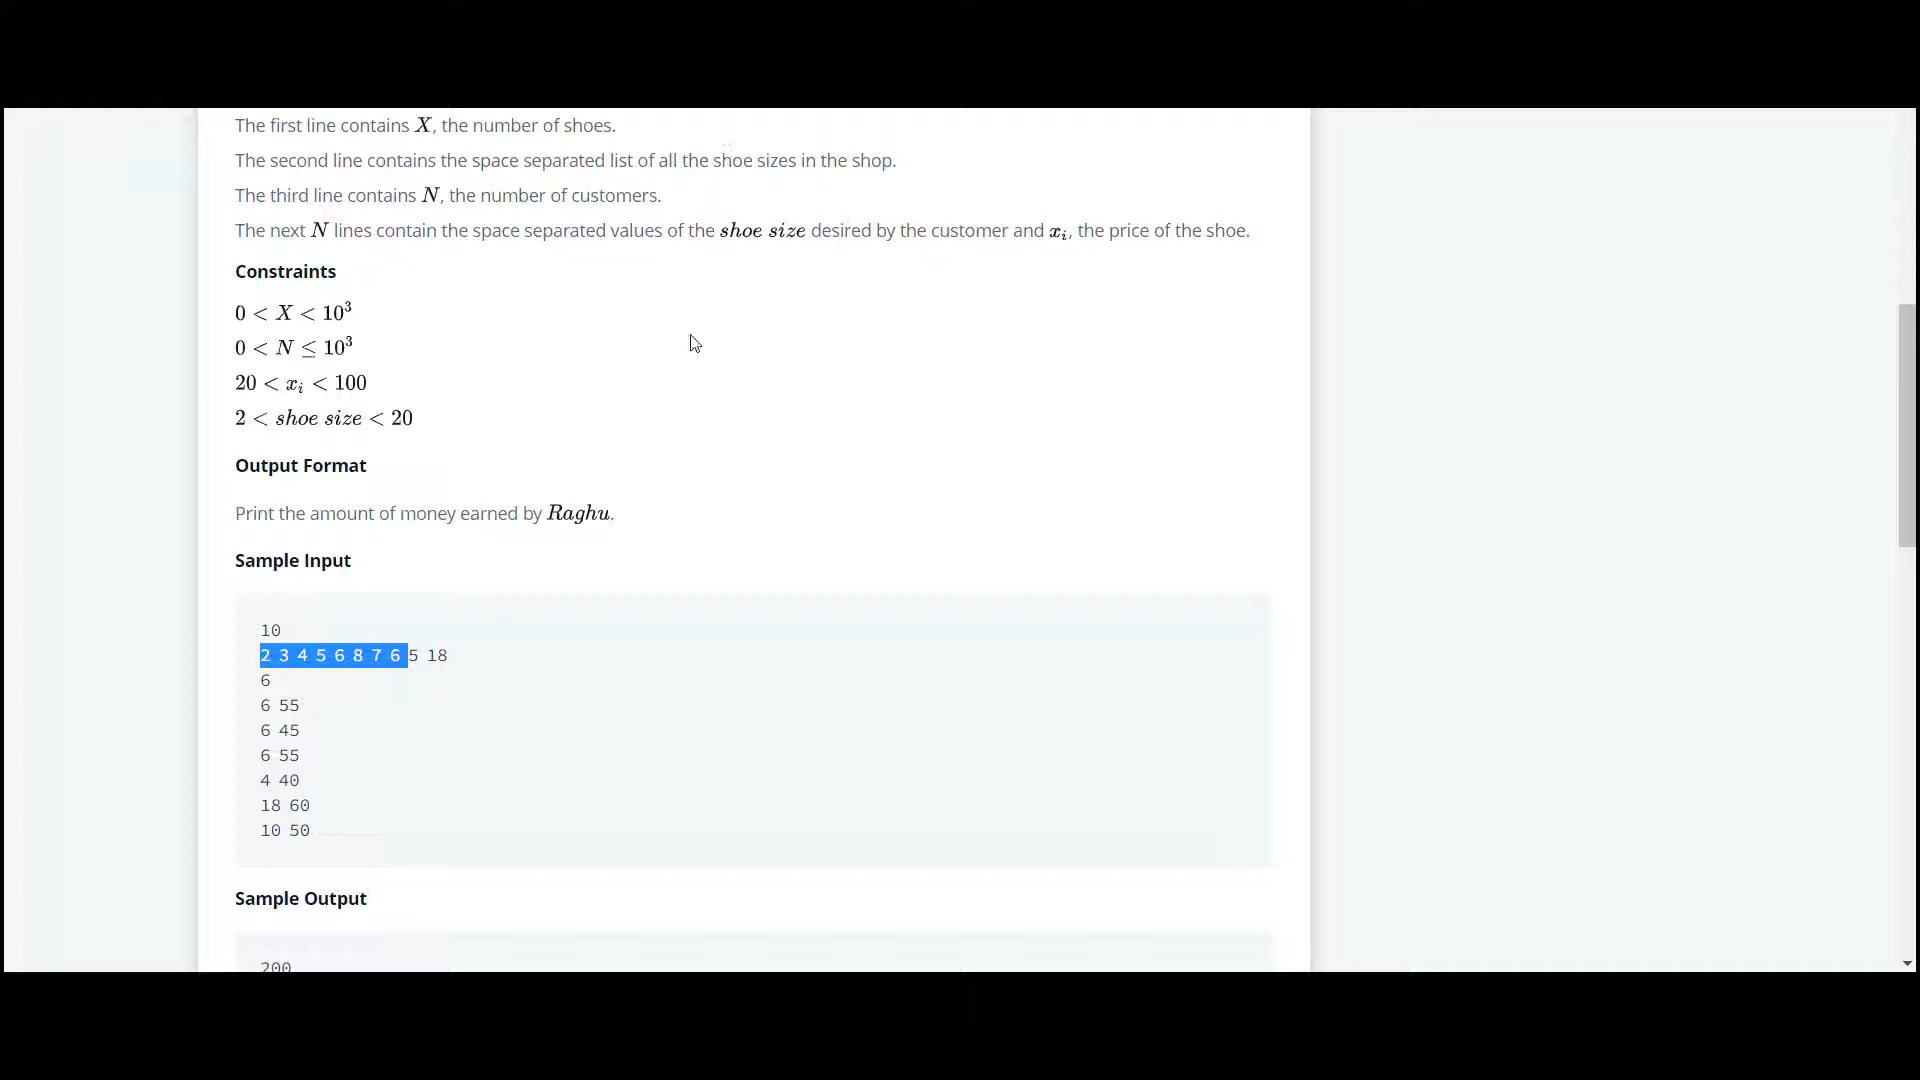 The first line contains X, the number of shoes.
The second line contains the space separated list of all the shoe sizes in the shop.
The third line contains N, the number of customers.
The next N lines contain the space separated values of the shoe size desired by the customer and xᵢ, the price of the shoe.
Constraints
0 < X < 10³
0 < N ≤ 10³
20 < xᵢ < 100
2 < shoe size < 20
Output Format
Print the amount of money earned by Raghu.
Sample Input
10
2 3 4 5 6 8 7 6 5 18
6
6 55
6 45
6 55
4 40
18 60
10 50
Sample Output
200